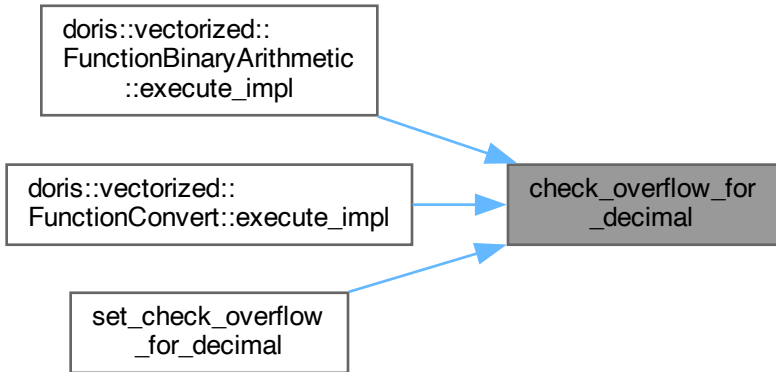 doris::vectorized::
FunctionBinaryArithmetic
::execute_impl
doris::vectorized::
FunctionConvert::execute_impl
set_check_overflow
_for_decimal
check_overflow_for
_decimal